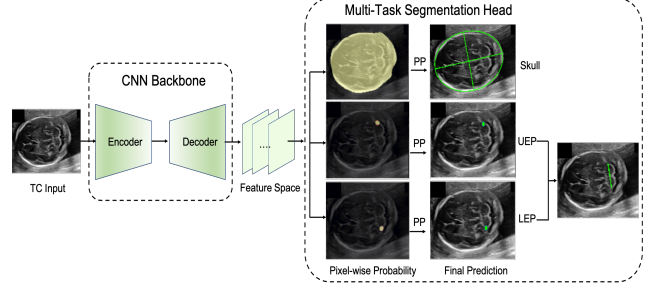 Multi-Task Segmentation Head
CNN Backbone
Encoder
Decoder
....
TC Input
Feature Space
PP
Skull
PP
UEP
PP
LEP
Pixel-wise Probability
Final Prediction